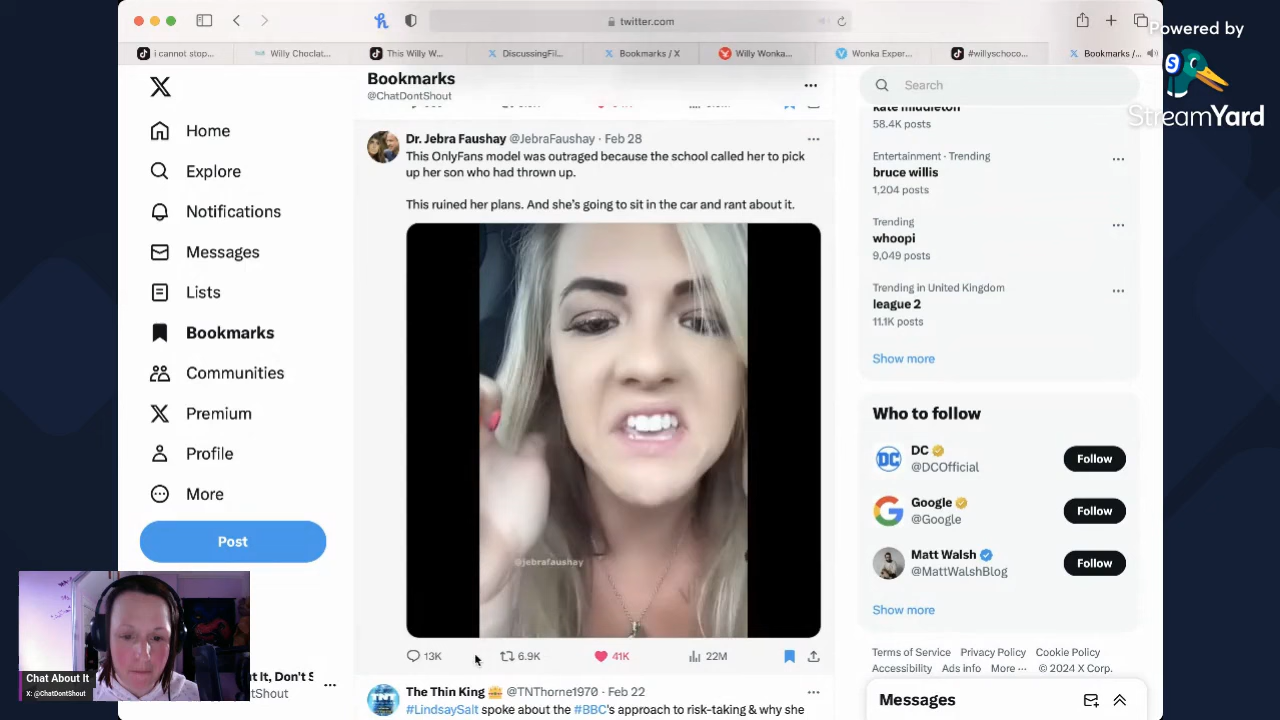 twitter.com
Powered by
StreamYard
i cannot stop...
Willy Choclat...
This Willy W...
DiscussingFil...
Bookmarks / X
Willy Wonka...
Wonka Exper...
#willyschoco...
Bookmarks /...
Home
Explore
Notifications
Messages
Lists
Bookmarks
Communities
Premium
Profile
More
Post
Bookmarks
@ChatDontShout
Dr. Jebra Faushay @JebraFaushay · Feb 28
This OnlyFans model was outraged because the school called her to pick
up her son who had thrown up.
This ruined her plans. And she's going to sit in the car and rant about it.
@jebrafaushay
13K
6.9K
41K
22M
The Thin King @TNThorne1970 · Feb 22
#LindsaySalt spoke about the #BBC's approach to risk-taking & why she
Search
kate middleton
58.4K posts
Entertainment · Trending
bruce willis
1,204 posts
Trending
whoopi
9,049 posts
Trending in United Kingdom
league 2
11.1K posts
Show more
Who to follow
DC
@DCOfficial
Follow
Google
@Google
Follow
Matt Walsh
@MattWalshBlog
Follow
Show more
Terms of Service Privacy Policy Cookie Policy
Accessibility Ads info More ··· © 2024 X Corp.
Messages
Chat About It
X: @ChatDontShout
t It, Don't S
tShout